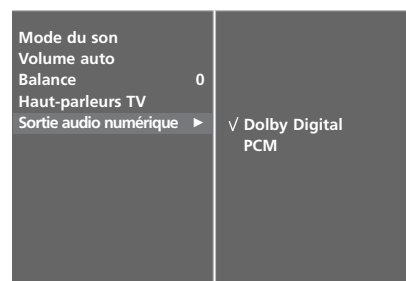 Mode du son
Volume auto
Balance 0
Haut-parleurs TV
Sortie audio numérique ►
√ Dolby Digital
PCM